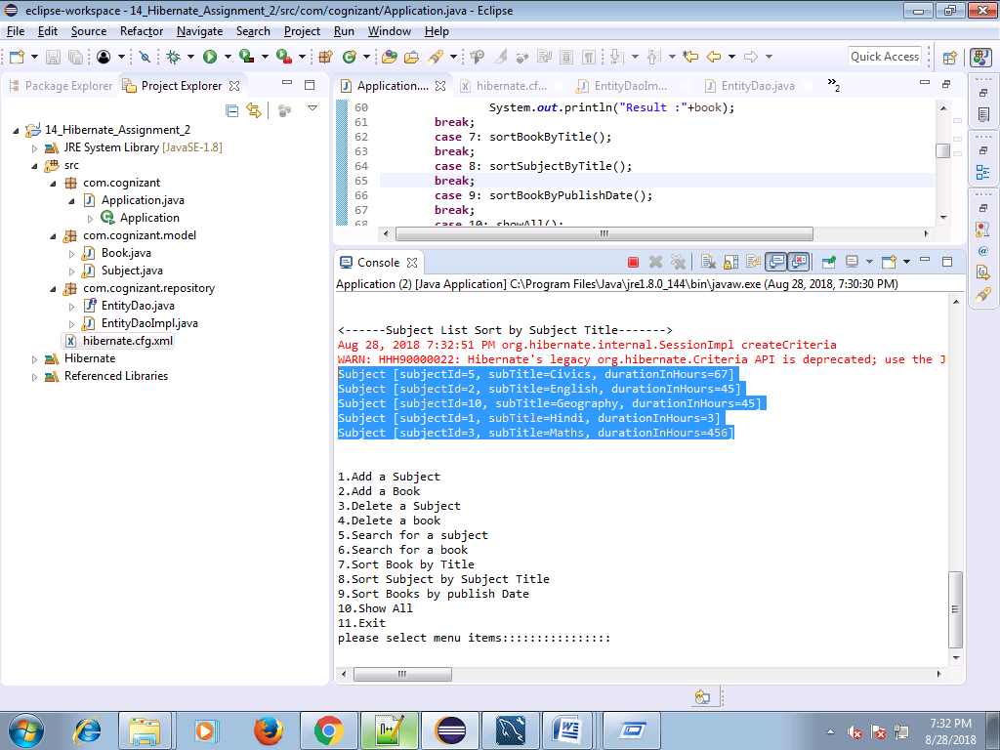 eclipse-workspace - 14_Hibernate_Assignment_2/src/com/cognizant/Application.java - Eclipse
File Edit Source Refactor Navigate Search Project Run Window Help
Quick Access
Package Explorer Project Explorer
14_Hibernate_Assignment_2
JRE System Library [JavaSE-1.8]
src
com.cognizant
Application.java
Application
com.cognizant.model
Book.java
Subject.java
com.cognizant.repository
EntityDao.java
EntityDaoImpl.java
hibernate.cfg.xml
Hibernate
Referenced Libraries
Application.... hibernate.cf... EntityDaoIm... EntityDao.java »2
60 System.out.println("Result :"+book);
61 break;
62 case 7: sortBookByTitle();
63 break;
64 case 8: sortSubjectByTitle();
65 break;
66 case 9: sortBookByPublishDate();
67 break;
68 case 10: showAll();
Console
Application (2) [Java Application] C:\Program Files\Java\jre1.8.0_144\bin\javaw.exe (Aug 28, 2018, 7:30:30 PM)
<------Subject List Sort by Subject Title------->
Aug 28, 2018 7:32:51 PM org.hibernate.internal.SessionImpl createCriteria
WARN: HHH90000022: Hibernate's legacy org.hibernate.Criteria API is deprecated; use the J
Subject [subjectId=5, subTitle=Civics, durationInHours=67]
Subject [subjectId=2, subTitle=English, durationInHours=45]
Subject [subjectId=10, subTitle=Geography, durationInHours=45]
Subject [subjectId=1, subTitle=Hindi, durationInHours=3]
Subject [subjectId=3, subTitle=Maths, durationInHours=456]
1.Add a Subject
2.Add a Book
3.Delete a Subject
4.Delete a book
5.Search for a subject
6.Search for a book
7.Sort Book by Title
8.Sort Subject by Subject Title
9.Sort Books by publish Date
10.Show All
11.Exit
please select menu items::::::::::::::::
7:32 PM
8/28/2018